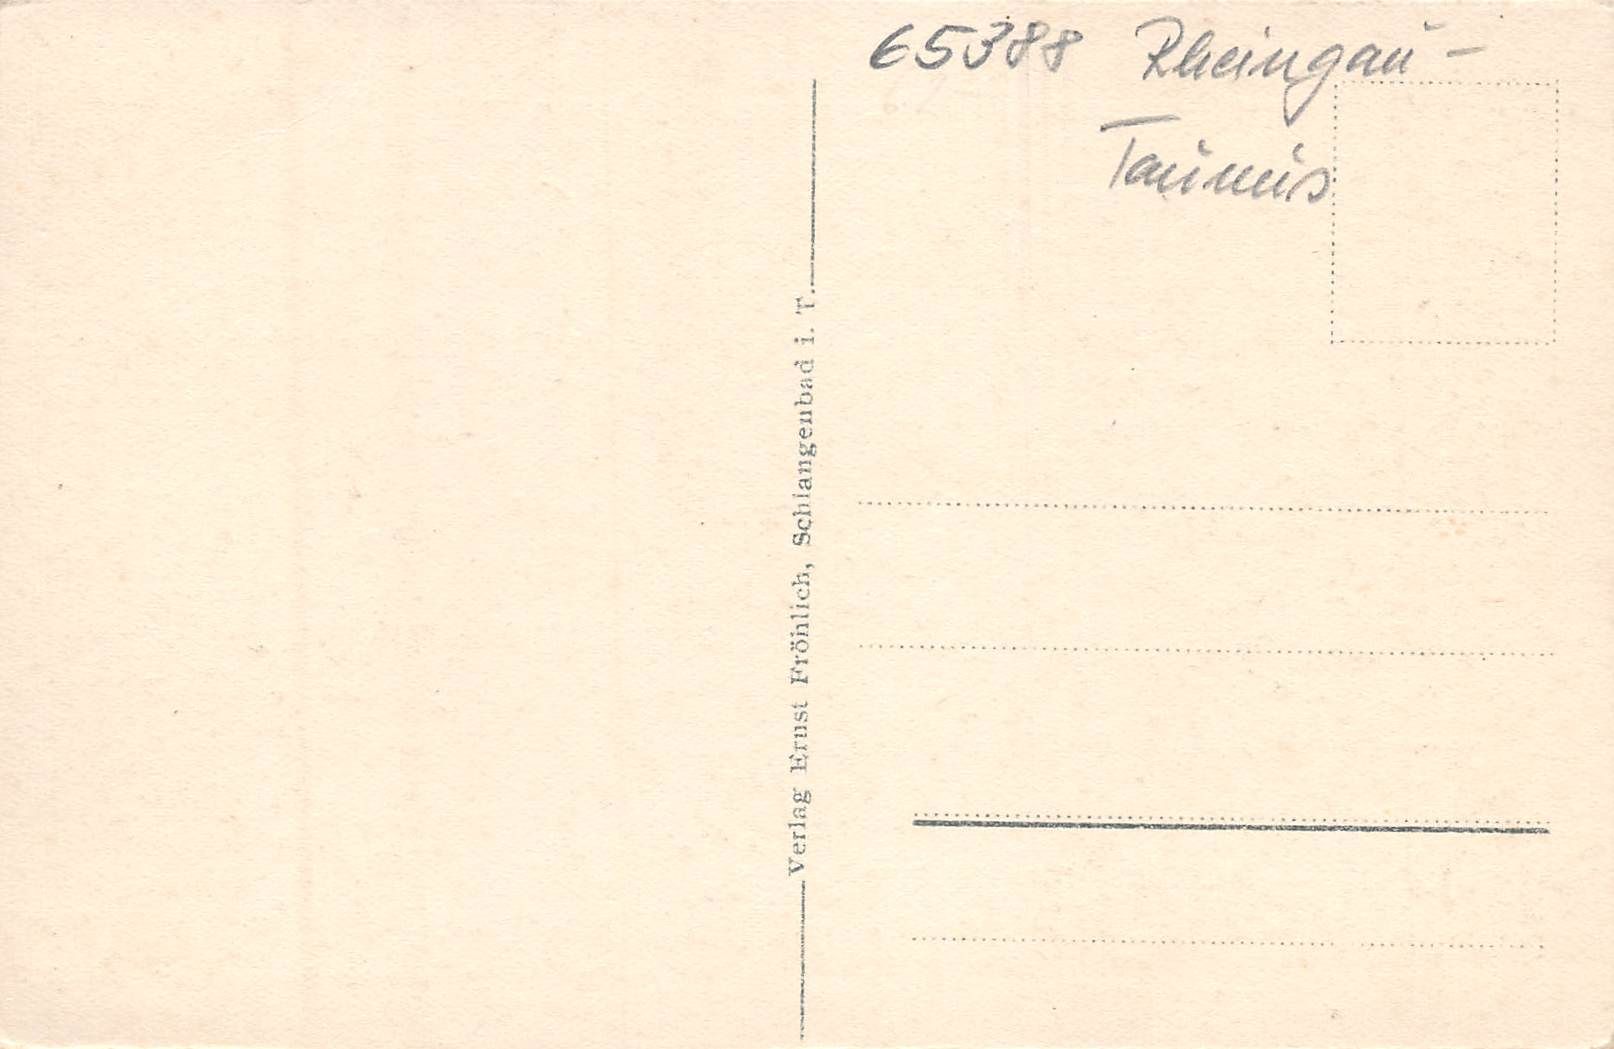 65388 Rheingau-
Taunus
Verlag Ernst Fröhlich, Schlangenbad i. T.